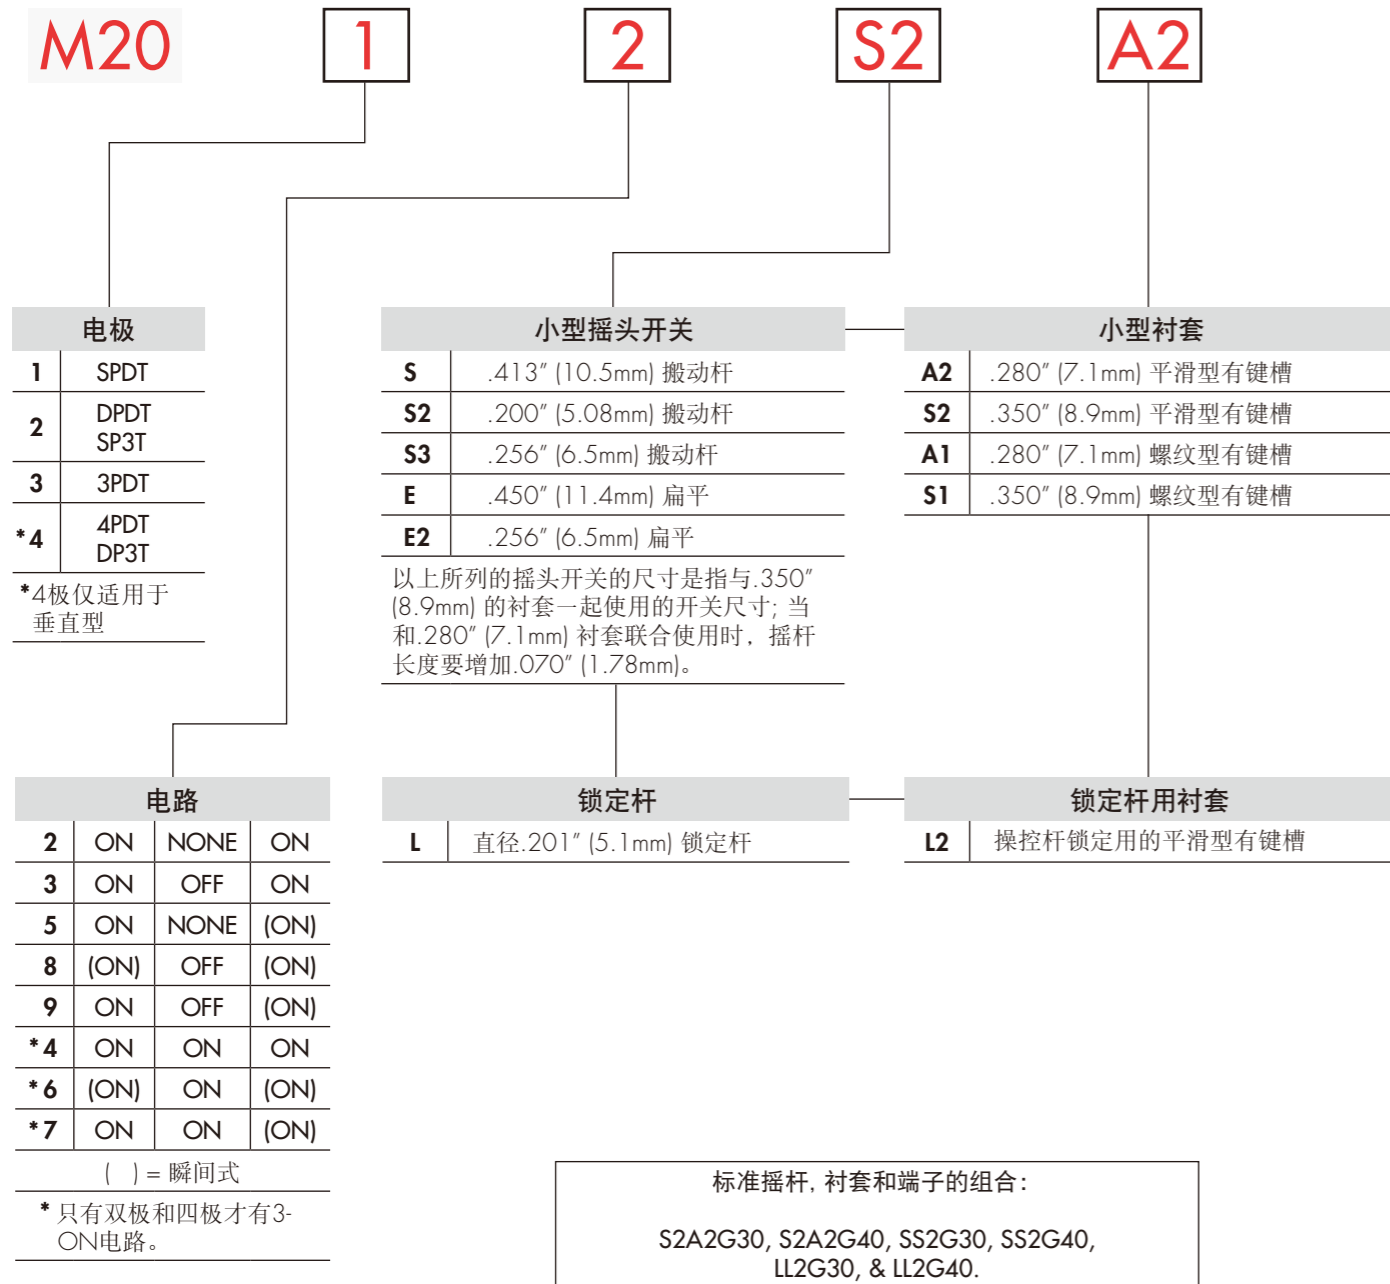 M20 1 2 S2 A2
电极
1 SPDT
2 DPDT
SP3T
3 3PDT
*4 4PDT
DP3T
*4极仅适用于
垂直型
小型摇头开关
S .413" (10.5mm) 搬动杆
S2 .200" (5.08mm) 搬动杆
S3 .256" (6.5mm) 搬动杆
E .450" (11.4mm) 扁平
E2 .256" (6.5mm) 扁平
以上所列的摇头开关的尺寸是指与.350"
(8.9mm) 的衬套一起使用的开关尺寸; 当
和.280" (7.1mm) 衬套联合使用时，摇杆
长度要增加.070" (1.78mm)。
小型衬套
A2 .280" (7.1mm) 平滑型有键槽
S2 .350" (8.9mm) 平滑型有键槽
A1 .280" (7.1mm) 螺纹型有键槽
S1 .350" (8.9mm) 螺纹型有键槽
电路
2 ON NONE ON
3 ON OFF ON
5 ON NONE (ON)
8 (ON) OFF (ON)
9 ON OFF (ON)
*4 ON ON ON
*6 (ON) ON (ON)
*7 ON ON (ON)
( ) = 瞬间式
* 只有双极和四极才有3-
ON电路。
锁定杆
L 直径.201" (5.1mm) 锁定杆
锁定杆用衬套
L2 操控杆锁定用的平滑型有键槽
标准摇杆, 衬套和端子的组合：
S2A2G30, S2A2G40, SS2G30, SS2G40,
LL2G30, & LL2G40.